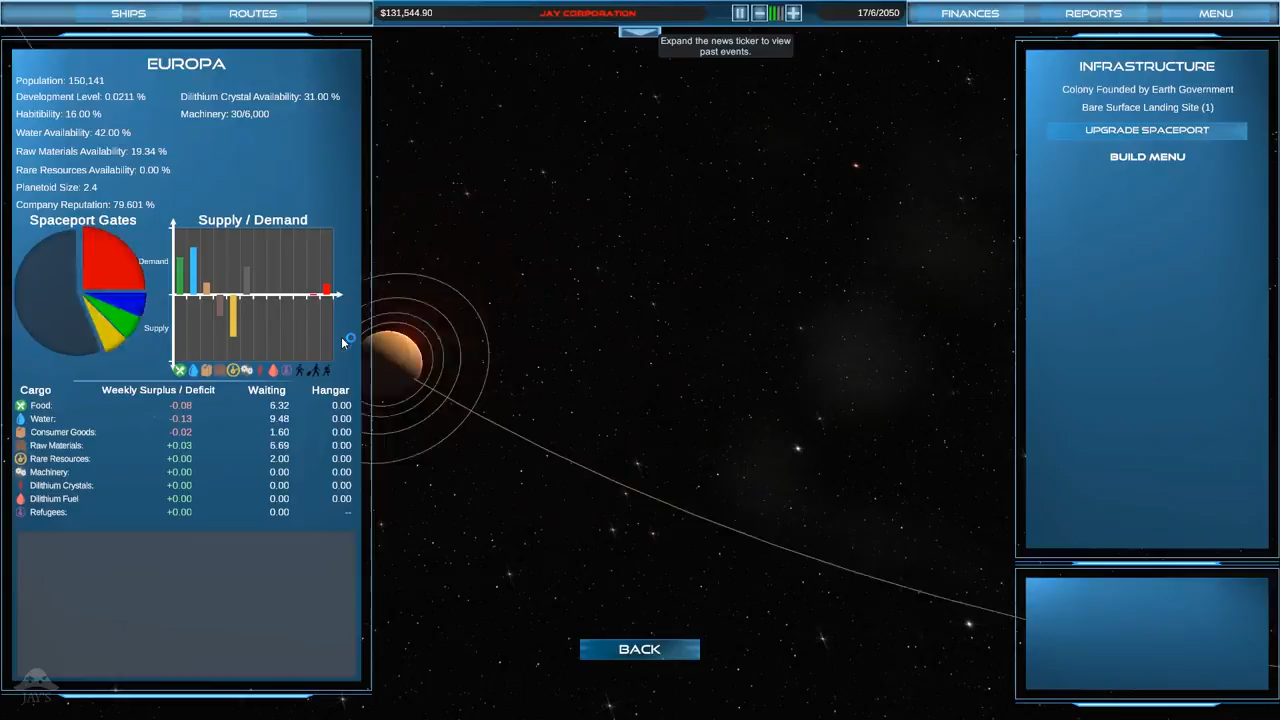 SHIPS
ROUTES
$131,544.90
JAY CORPORATION
17/6/2050
FINANCES
REPORTS
MENU
Expand the news ticker to view
past events.
EUROPA
Population: 150,141
Development Level: 0.0211 %
Dilithium Crystal Availability: 31.00 %
Habitibility: 16.00 %
Machinery: 30/6,000
Water Availability: 42.00 %
Raw Materials Availability: 19.34 %
Rare Resources Availability: 0.00 %
Planetoid Size: 2.4
Company Reputation: 79.601 %
Spaceport Gates
Supply / Demand
Demand
Supply
Cargo Weekly Surplus / Deficit Waiting Hangar
Food: -0.08 6.32 0.00
Water: -0.13 9.48 0.00
Consumer Goods: -0.02 1.60 0.00
Raw Materials: +0.03 6.69 0.00
Rare Resources: +0.00 2.00 0.00
Machinery: +0.00 0.00 0.00
Dilithium Crystals: +0.00 0.00 0.00
Dilithium Fuel +0.00 0.00 0.00
Refugees: +0.00 0.00 --
INFRASTRUCTURE
Colony Founded by Earth Government
Bare Surface Landing Site (1)
UPGRADE SPACEPORT
BUILD MENU
BACK
JAY'S